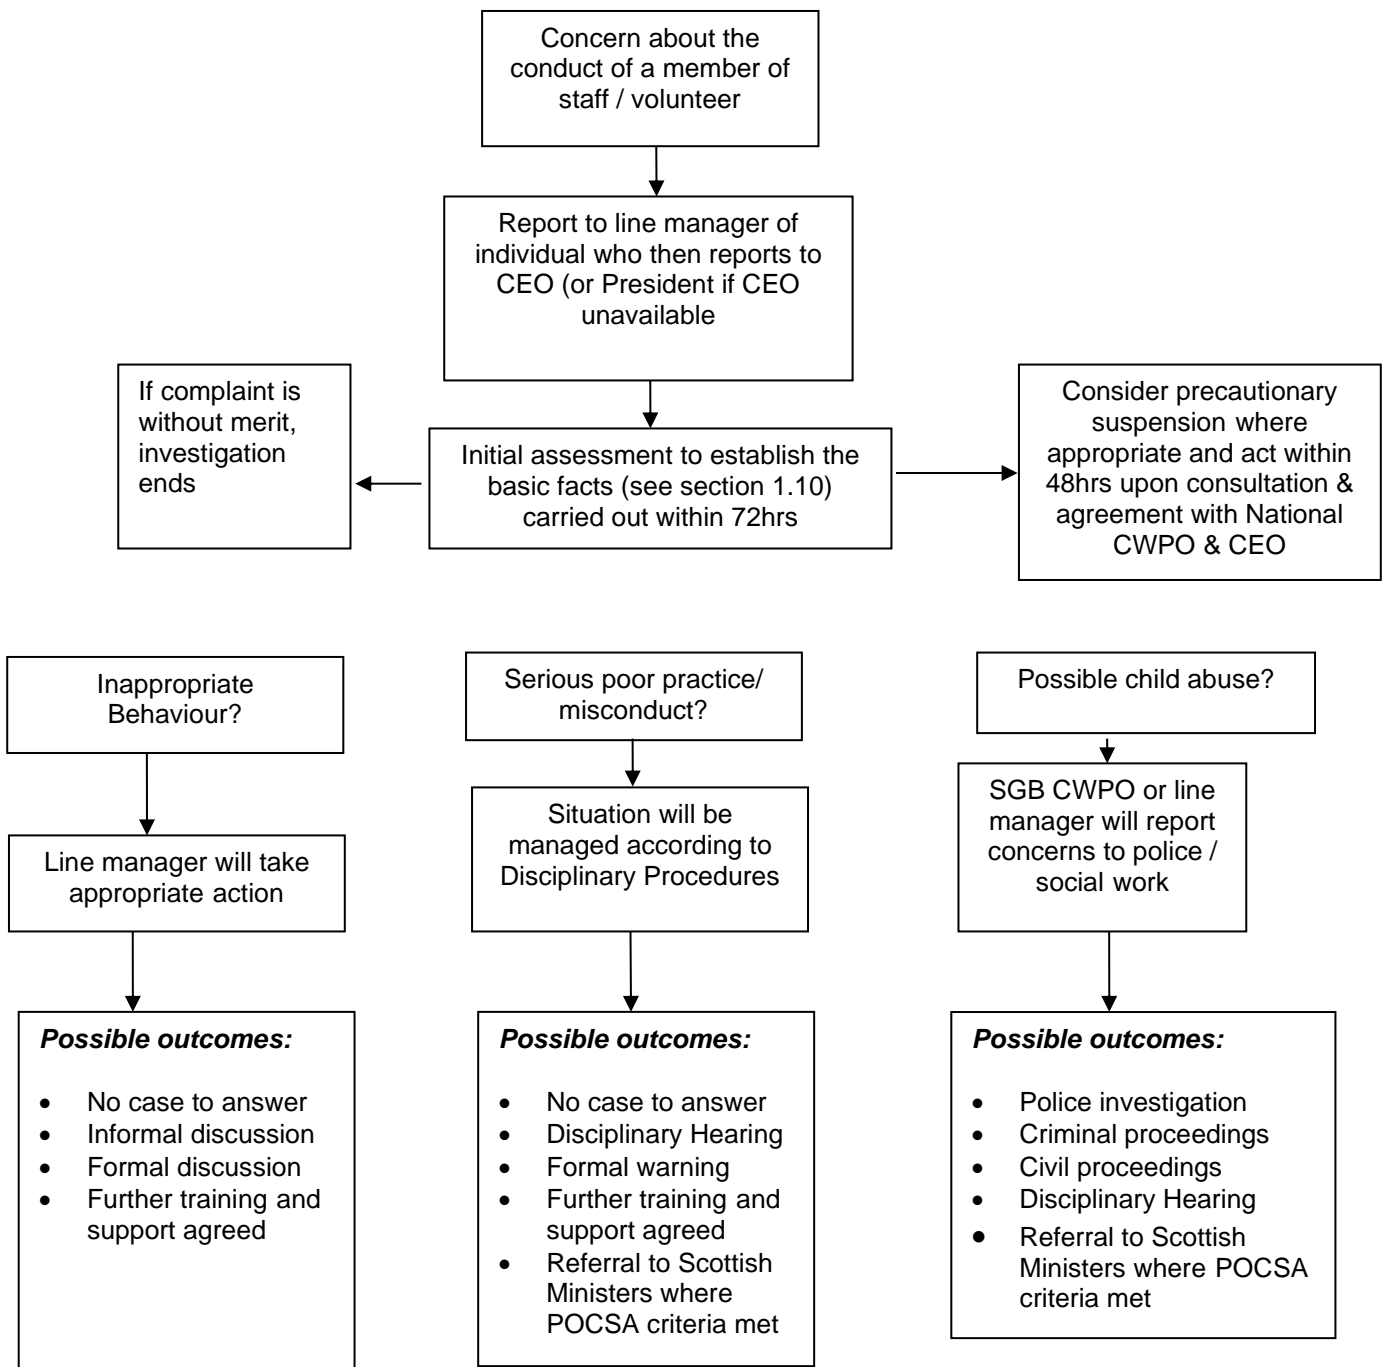 Concern about the
conduct of a member of
staff / volunteer
Report to line manager of
individual who then reports to
CEO (or President if CEO
unavailable
If complaint is
without merit,
investigation
ends
Initial assessment to establish the
basic facts (see section 1.10)
carried out within 72hrs
Consider precautionary
suspension where
appropriate and act within
48hrs upon consultation &
agreement with National
CWPO & CEO
Inappropriate
Behaviour?
Line manager will take
appropriate action
Possible outcomes:
• No case to answer
• Informal discussion
• Formal discussion
• Further training and
support agreed
Serious poor practice/
misconduct?
Situation will be
managed according to
Disciplinary Procedures
Possible outcomes:
• No case to answer
• Disciplinary Hearing
• Formal warning
• Further training and
support agreed
• Referral to Scottish
Ministers where
POCSA criteria met
Possible child abuse?
SGB CWPO or line
manager will report
concerns to police /
social work
Possible outcomes:
• Police investigation
• Criminal proceedings
• Civil proceedings
• Disciplinary Hearing
• Referral to Scottish
Ministers where POCSA
criteria met